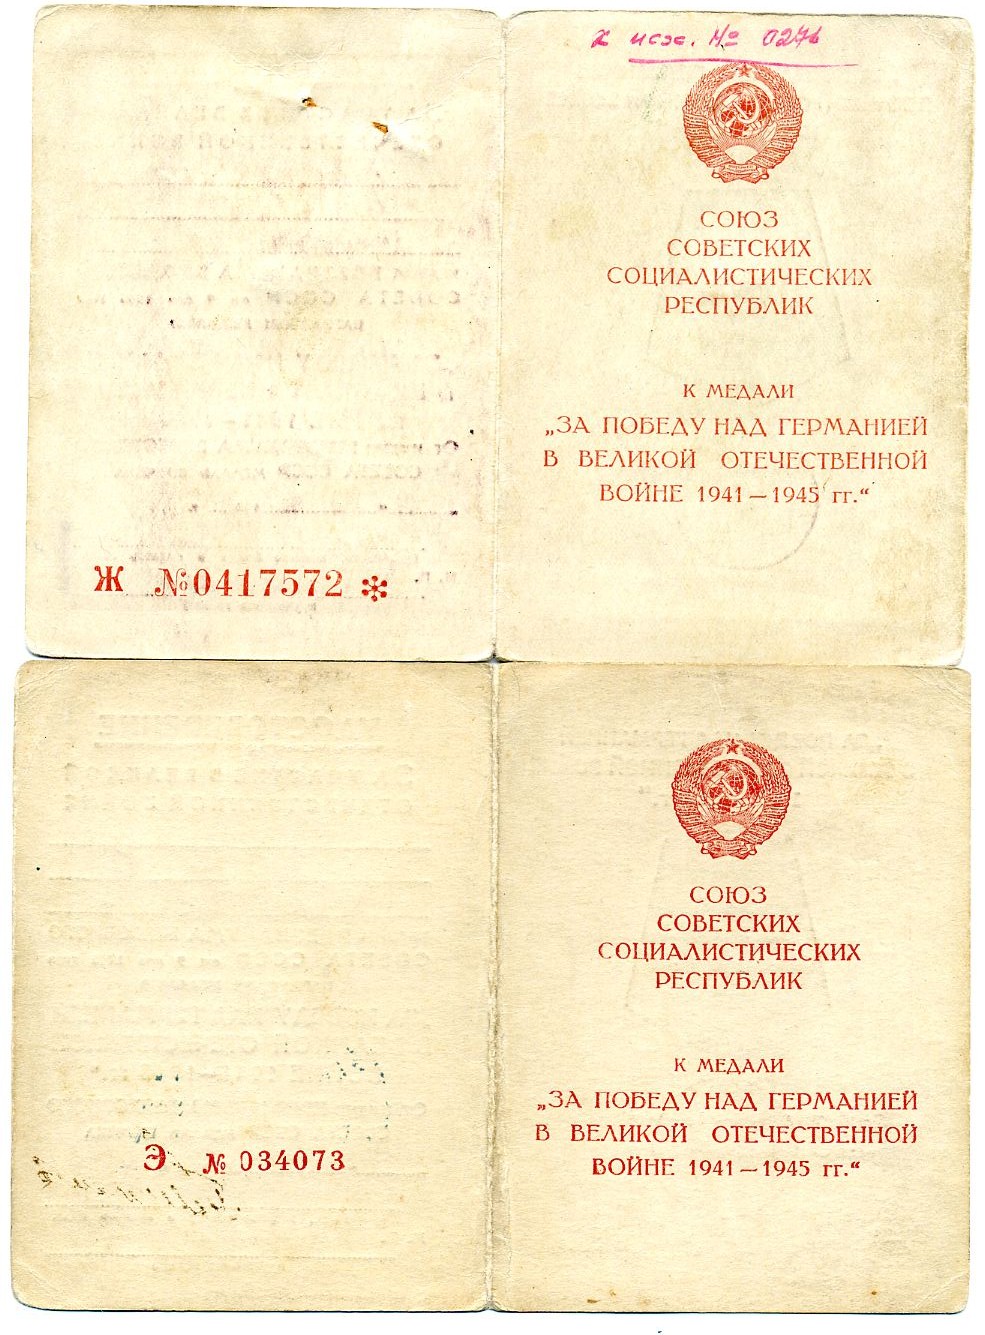 к исх. № 0271
СОЮЗ
СОВЕТСКИХ
СОЦИАЛИСТИЧЕСКИХ
РЕСПУБЛИК
К МЕДАЛИ
„ЗА ПОБЕДУ НАД ГЕРМАНИЕЙ
В ВЕЛИКОЙ ОТЕЧЕСТВЕННОЙ
ВОЙНЕ 1941 — 1945 гг.“
Ж №0417572 *
СОЮЗ
СОВЕТСКИХ
СОЦИАЛИСТИЧЕСКИХ
РЕСПУБЛИК
К МЕДАЛИ
„ЗА ПОБЕДУ НАД ГЕРМАНИЕЙ
В ВЕЛИКОЙ ОТЕЧЕСТВЕННОЙ
ВОЙНЕ 1941 — 1945 гг.“
Э № 034073